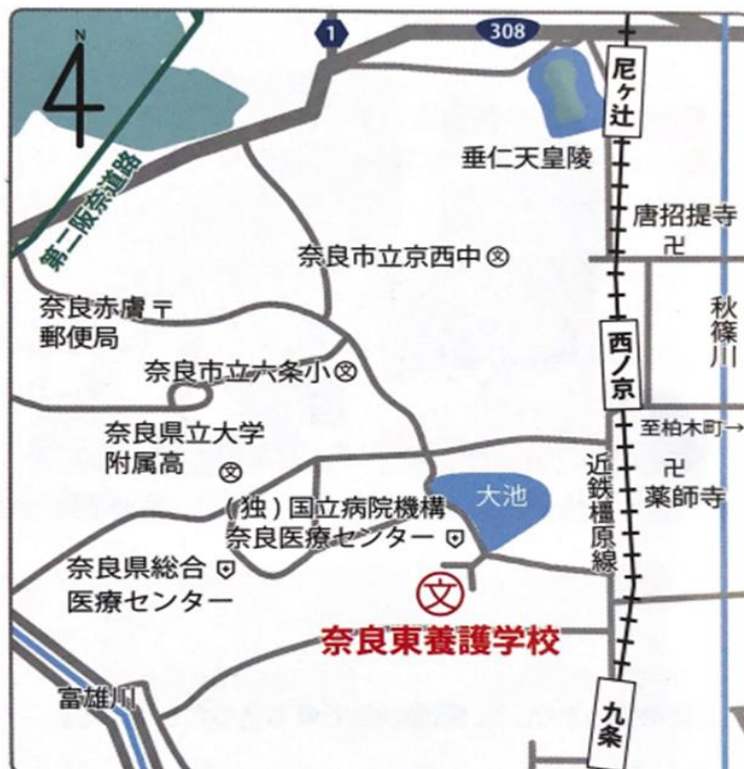 N
1
308
尼ヶ辻
垂仁天皇陵
第二阪奈道路
唐招提寺
奈良市立京西中
奈良赤膚
郵便局
秋篠川
西ノ京
奈良市立六条小
至柏木町→
奈良県立大学
附属高
近鉄橿原線
薬師寺
大池
(独)国立病院機構
奈良医療センター
奈良県総合
医療センター
文
奈良東養護学校
富雄川
九条